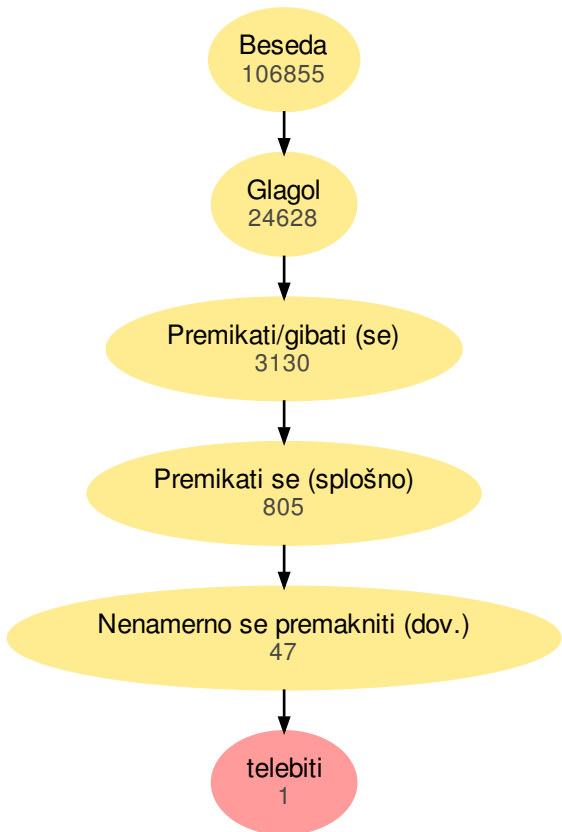 Beseda
106855
Glagol
24628
Premikati/gibati (se)
3130
Premikati se (splošno)
805
Nenamerno se premakniti (dov.)
47
telebiti
1